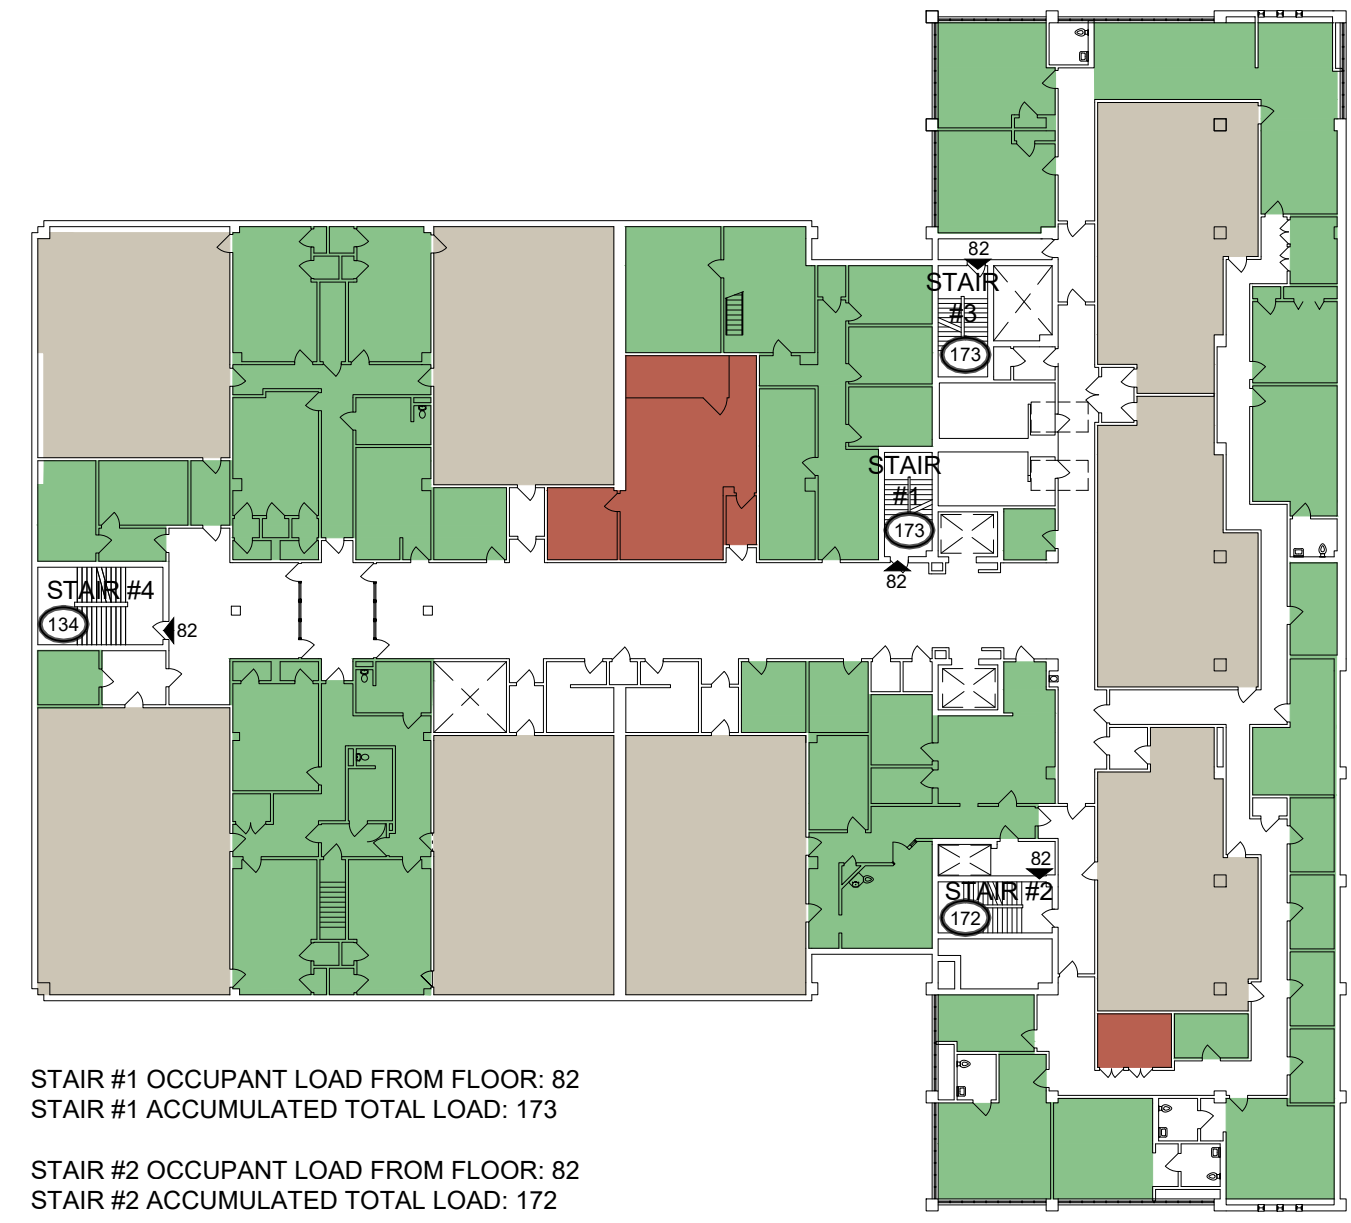 82
STAIR
#3
173
STAIR
#1
173
82
STAIR #4
134
82
82
STAIR #2
172
STAIR #1 OCCUPANT LOAD FROM FLOOR: 82
STAIR #1 ACCUMULATED TOTAL LOAD: 173
STAIR #2 OCCUPANT LOAD FROM FLOOR: 82
STAIR #2 ACCUMULATED TOTAL LOAD: 172